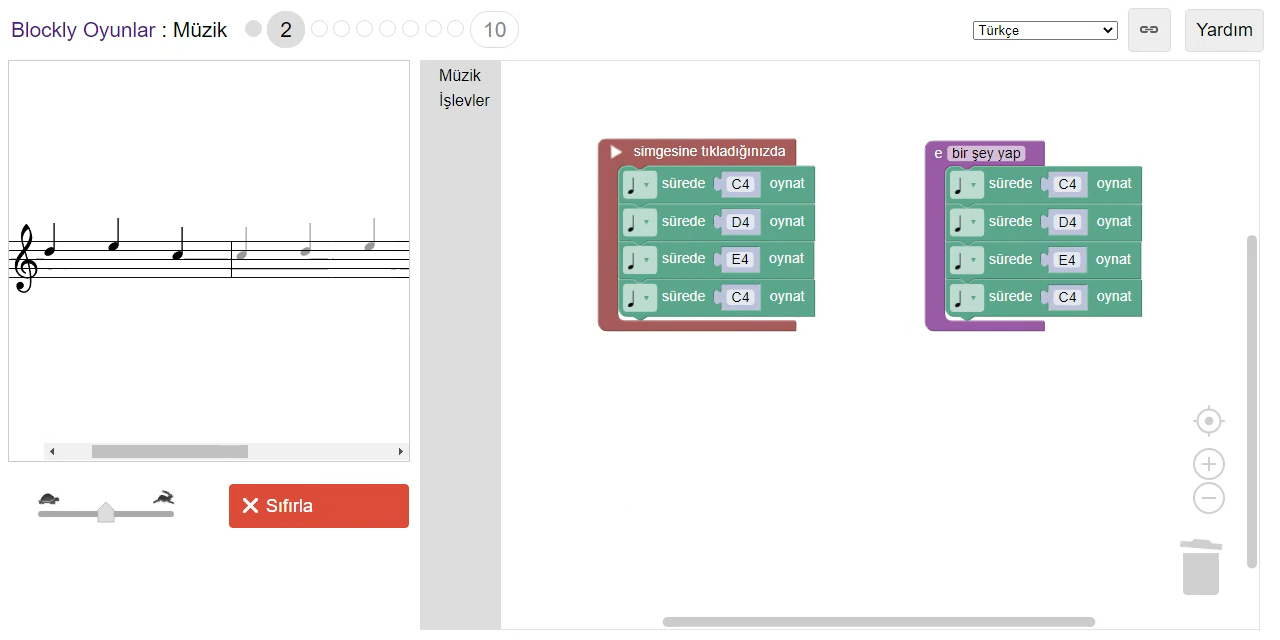 Blockly Oyunlar : Müzik 2 10 Türkçe Yardım
Müzik
İşlevler
simgesine tıkladığınızda
sürede C4 oynat
sürede D4 oynat
sürede E4 oynat
sürede C4 oynat
e bir şey yap
sürede C4 oynat
sürede D4 oynat
sürede E4 oynat
sürede C4 oynat
Sıfırla